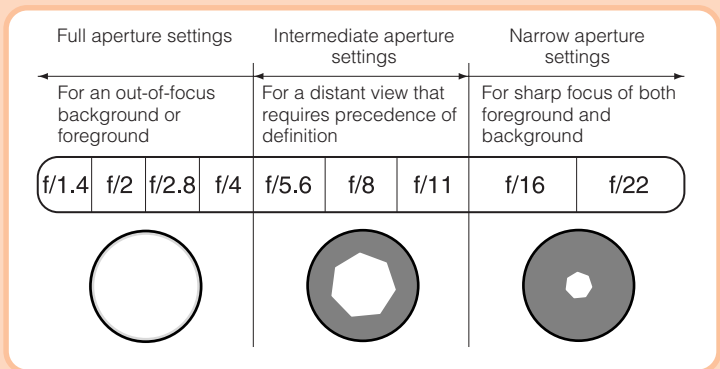 Full aperture settings
Intermediate aperture
settings
Narrow aperture
settings
For an out-of-focus
background or
foreground
For a distant view that
requires precedence of
definition
For sharp focus of both
foreground and
background
f/1.4 f/2 f/2.8 f/4 f/5.6 f/8 f/11 f/16 f/22